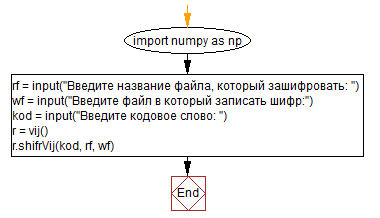 import numpy as np
rf = input("Введите название файла, который зашифровать: ")
wf = input("Введите файл в который записать шифр:")
kod = input("Введите кодовое слово: ")
r = vij()
r.shifrVij(kod, rf, wf)
End